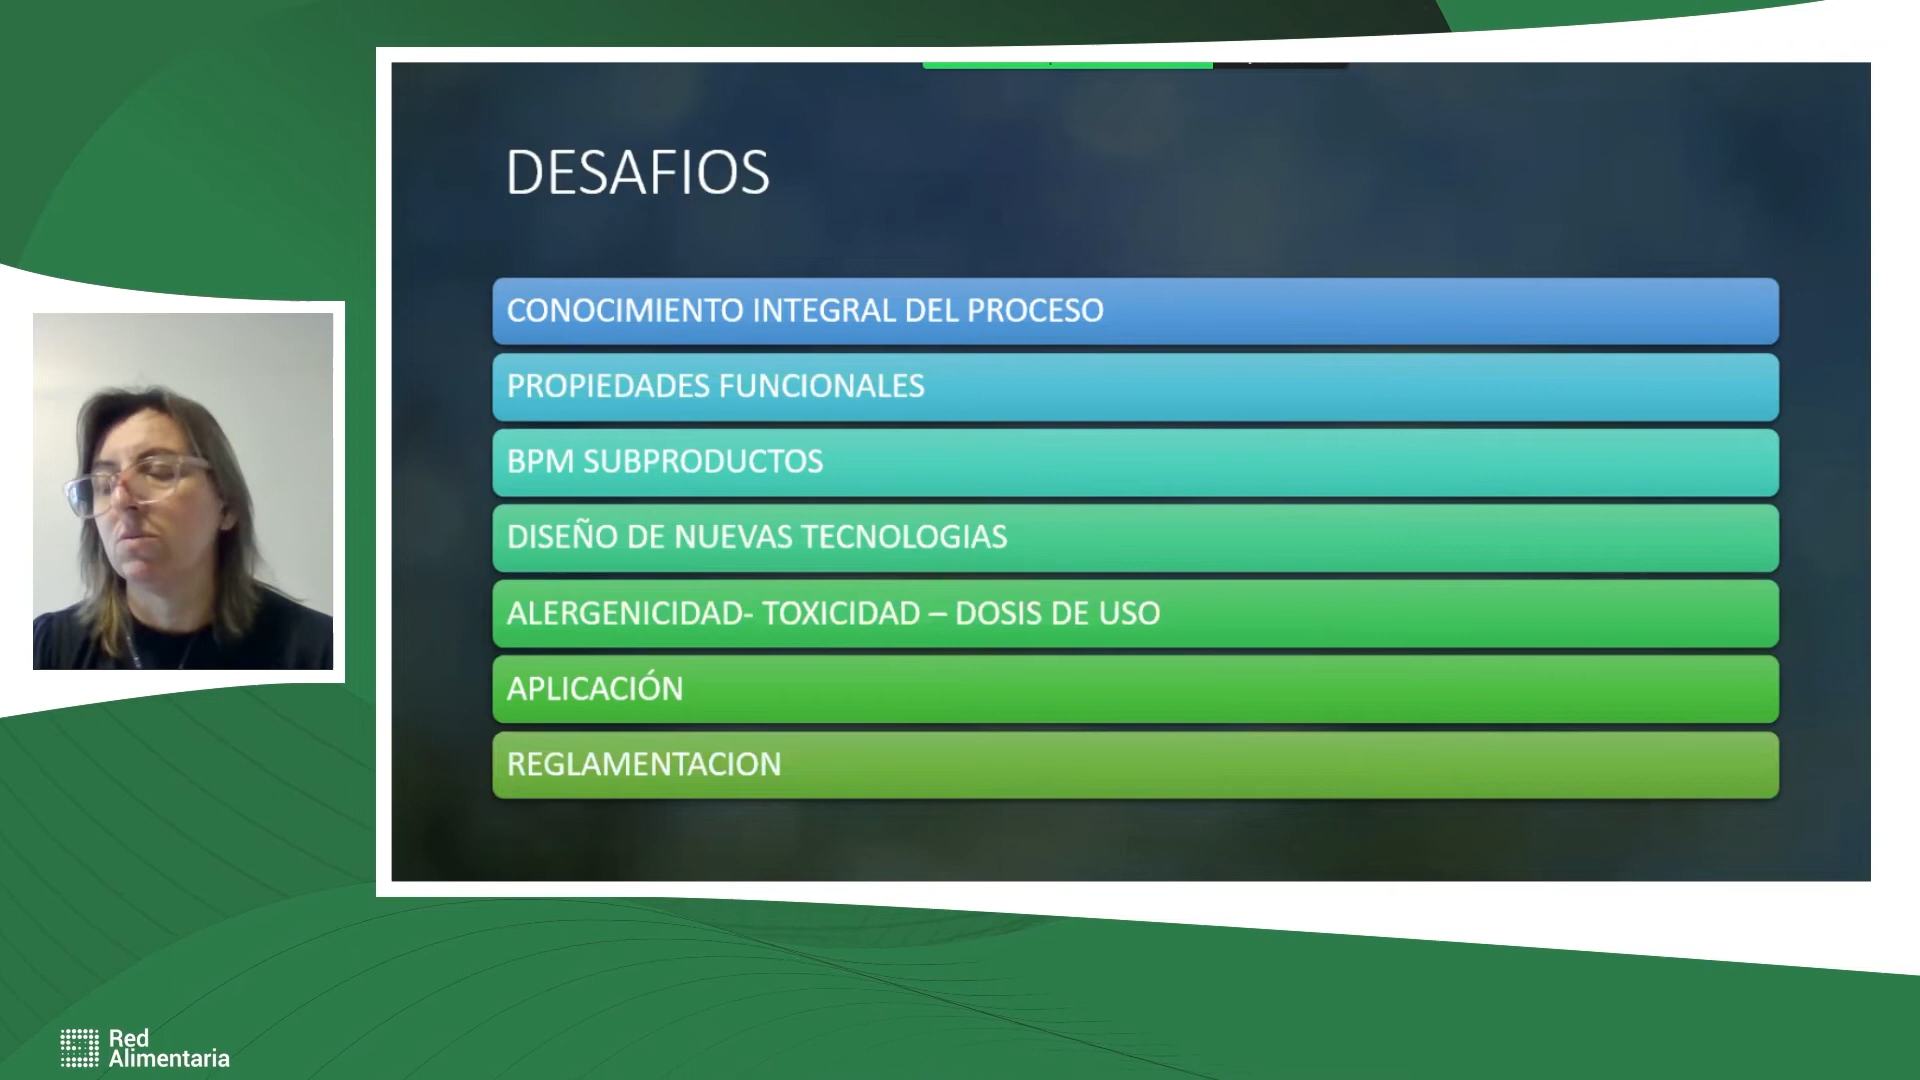 DESAFIOS
CONOCIMIENTO INTEGRAL DEL PROCESO
PROPIEDADES FUNCIONALES
BPM SUBPRODUCTOS
DISEÑO DE NUEVAS TECNOLOGIAS
ALERGENICIDAD- TOXICIDAD – DOSIS DE USO
APLICACIÓN
REGLAMENTACION
Red
Alimentaria